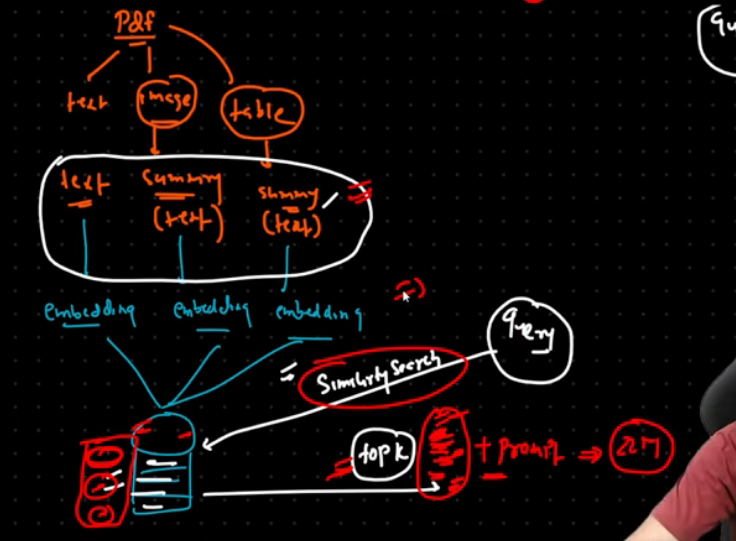 Pdf
qu
text image table
text summary summary
(text) (text)
embedding embedding embedding
query
Similarity Search
top k + prompt ⇒ LLM